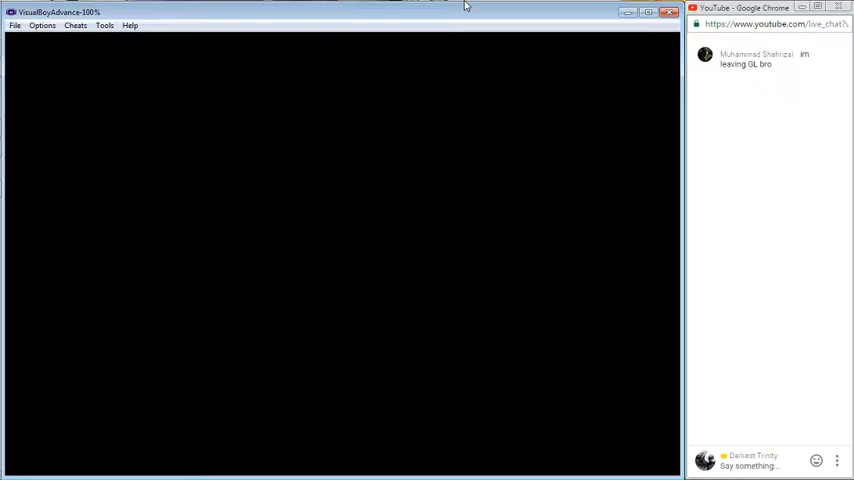 VisualBoyAdvance-100%
File Options Cheats Tools Help
YouTube - Google Chrome
https://www.youtube.com/live_chat?
Muhammad Shahrizal im
leaving GL bro
Darkest Trinity
Say something...